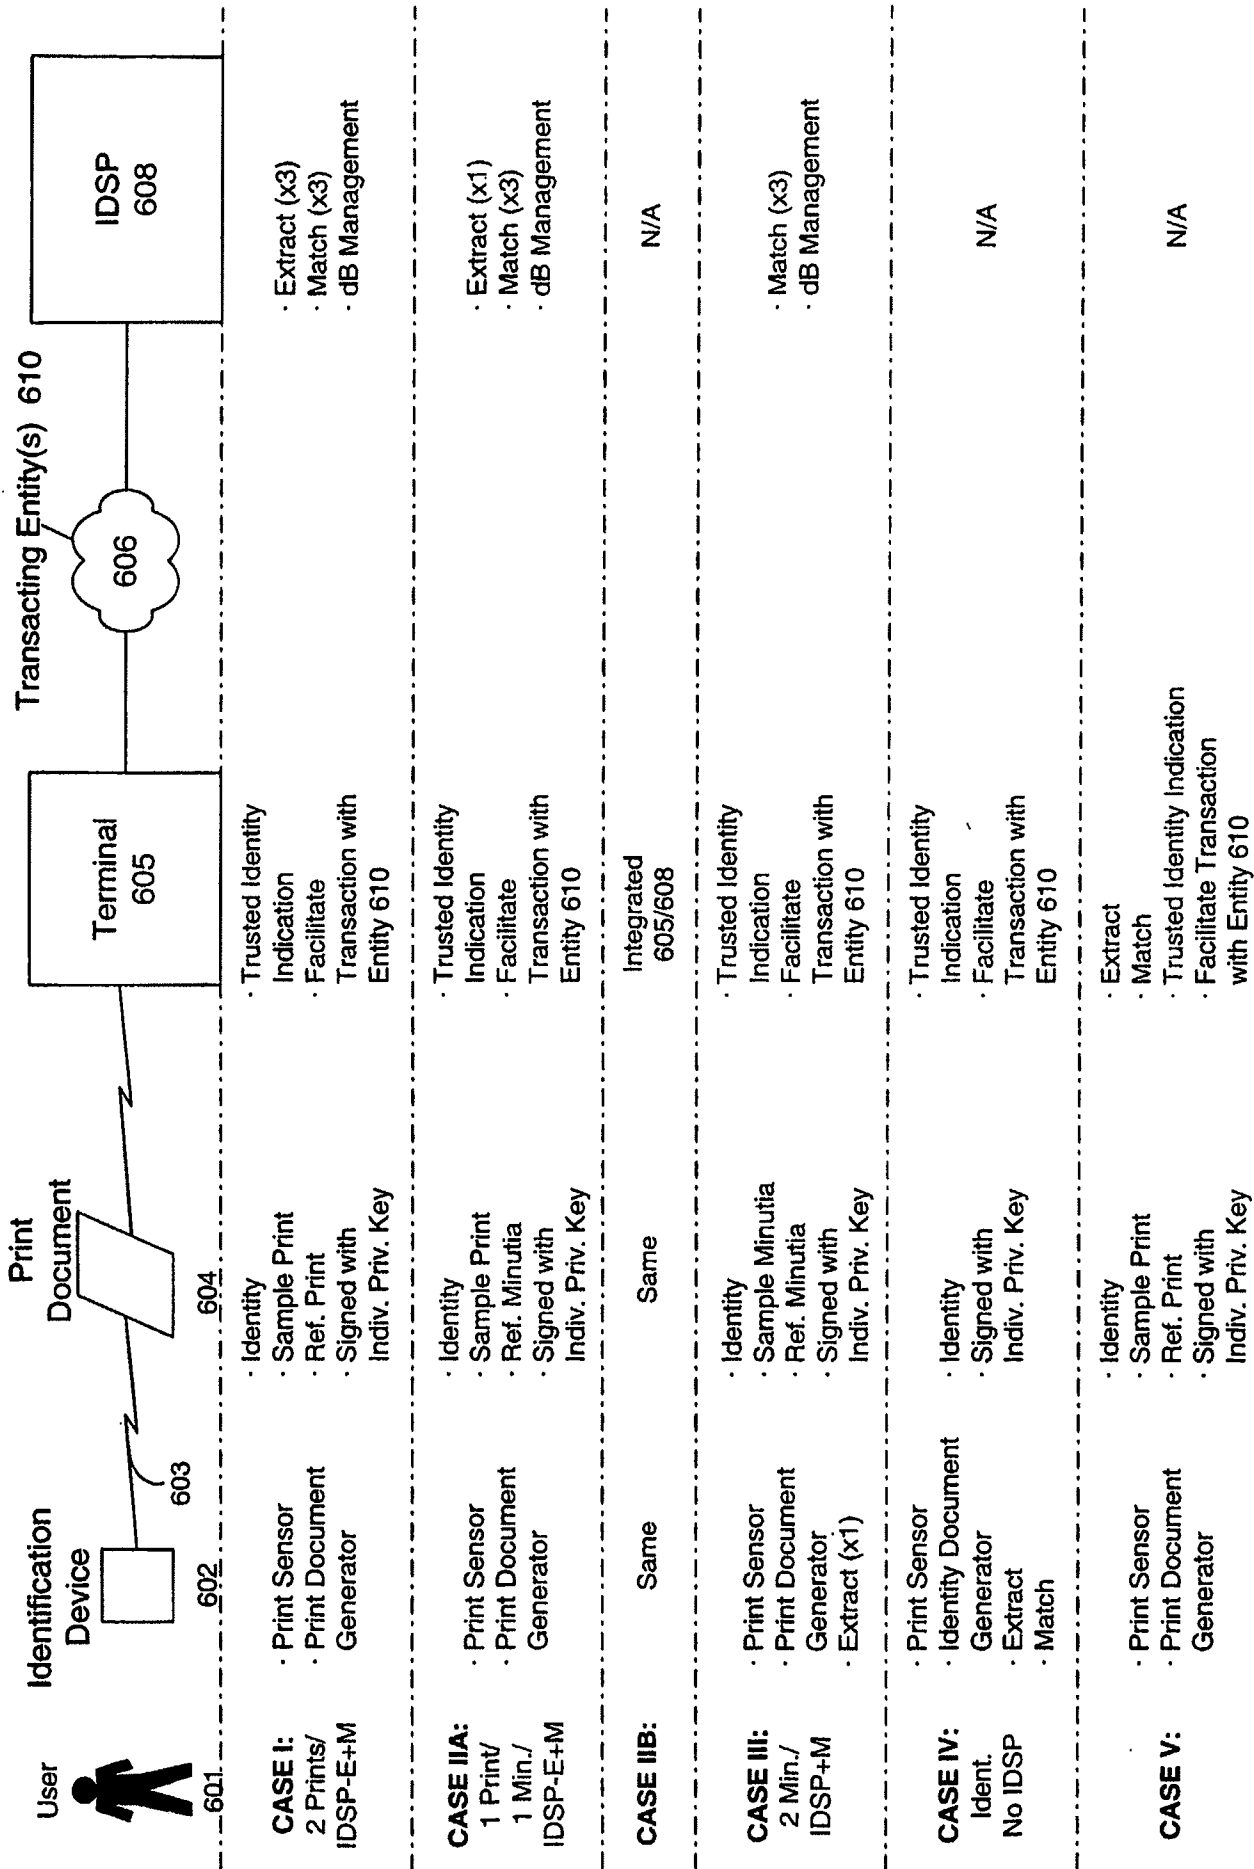 Transacting Entity(s) 610
User
601
Identification
Device
602
603
Print
Document
604
Terminal
605
606
IDSP
608
CASE I:
2 Prints/
IDSP-E+M
· Print Sensor
· Print Document
Generator
· Identity
· Sample Print
· Ref. Print
· Signed with
Indiv. Priv. Key
· Trusted Identity
Indication
· Facilitate
Transaction with
Entity 610
· Extract (x3)
· Match (x3)
· dB Management
CASE IIA:
1 Print/
1 Min./
IDSP-E+M
· Print Sensor
· Print Document
Generator
· Identity
· Sample Print
· Ref. Minutia
· Signed with
Indiv. Priv. Key
· Trusted Identity
Indication
· Facilitate
Transaction with
Entity 610
· Extract (x1)
· Match (x3)
· dB Management
CASE IIB:
Same
Same
Integrated
605/608
N/A
CASE III:
2 Min./
IDSP+M
· Print Sensor
· Print Document
Generator
· Extract (x1)
· Identity
· Sample Minutia
· Ref. Minutia
· Signed with
Indiv. Priv. Key
· Trusted Identity
Indication
· Facilitate
Transaction with
Entity 610
· Match (x3)
· dB Management
CASE IV:
Ident.
No IDSP
· Print Sensor
· Identity Document
Generator
· Extract
· Match
· Identity
· Signed with
Indiv. Priv. Key
· Trusted Identity
Indication
· Facilitate
Transaction with
Entity 610
N/A
CASE V:
· Print Sensor
· Print Document
Generator
· Identity
· Sample Print
· Ref. Print
· Signed with
Indiv. Priv. Key
· Extract
· Match
· Trusted Identity Indication
· Facilitate Transaction
with Entity 610
N/A